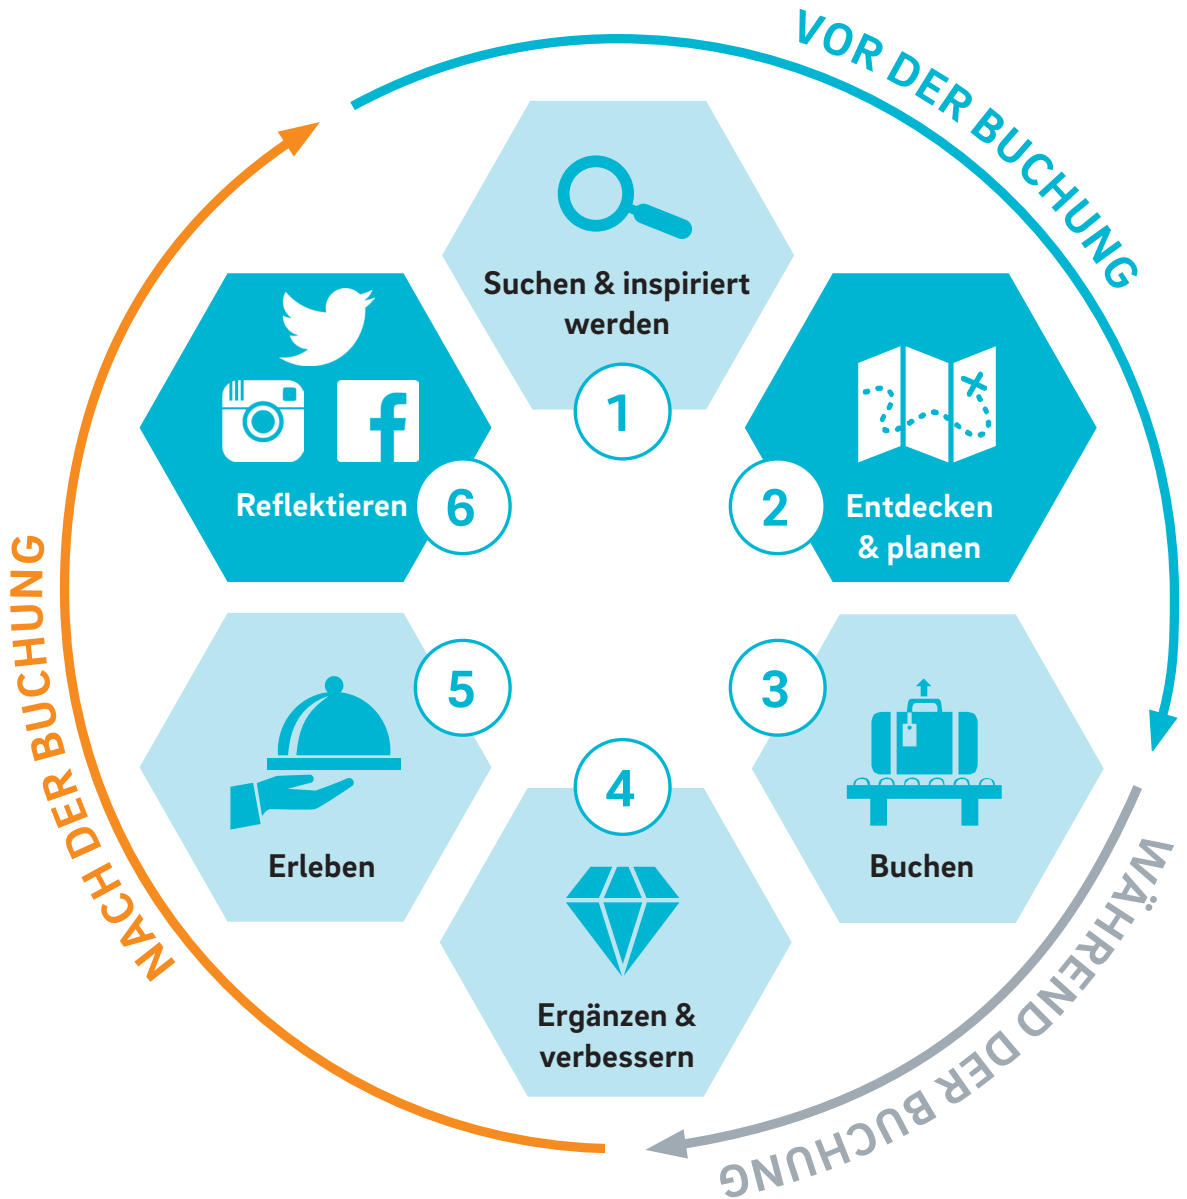 VOR DER BUCHUNG
Suchen & inspiriert
werden
1
2
Entdecken
& planen
3
Buchen
WÄHREND DER BUCHUNG
4
Ergänzen &
verbessern
5
Erleben
6
Reflektieren
NACH DER BUCHUNG